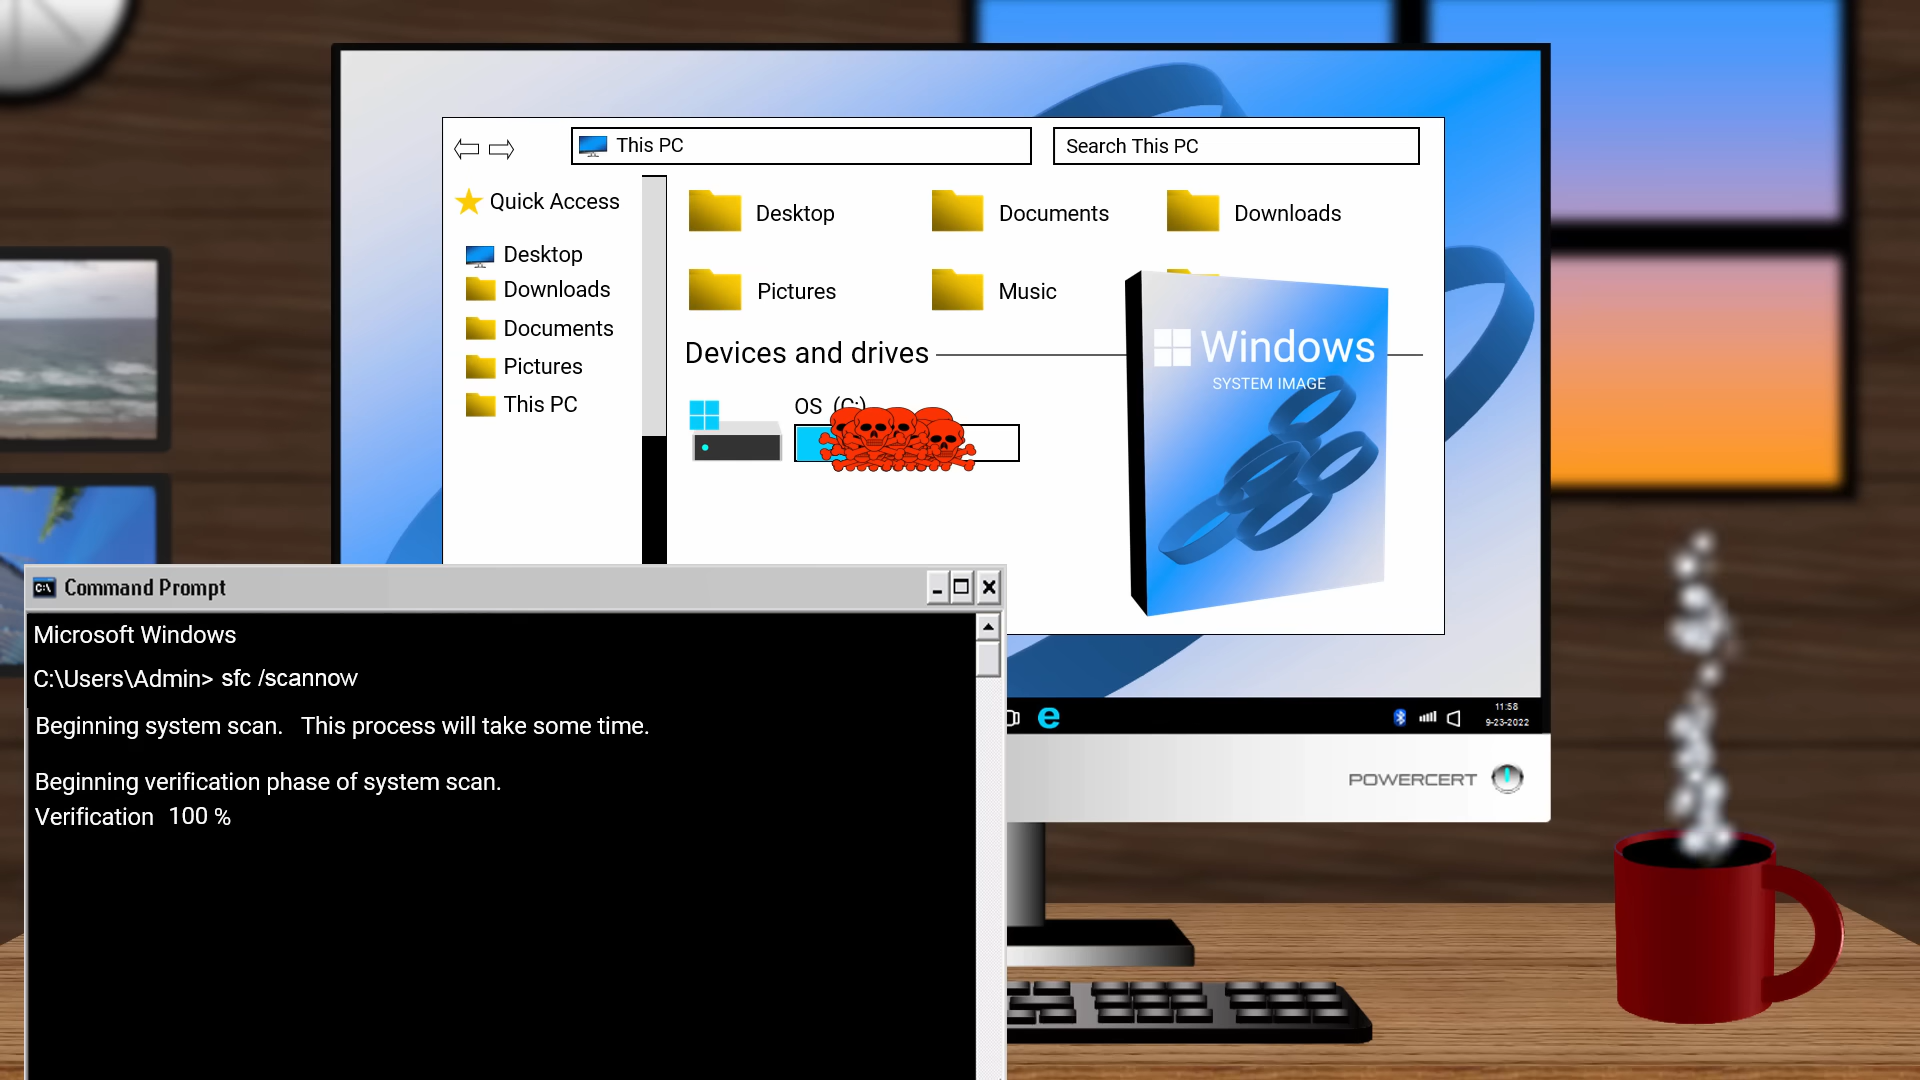 This PC
Search This PC
Quick Access
Desktop
Downloads
Documents
Pictures
This PC
Desktop
Documents
Downloads
Pictures
Music
Devices and drives
OS (C:)
Windows
SYSTEM IMAGE
C:\
Command Prompt
Microsoft Windows
C:\Users\Admin> sfc /scannow
Beginning system scan. This process will take some time.
Beginning verification phase of system scan.
Verification 100 %
11:58
9-23-2022
POWERCERT